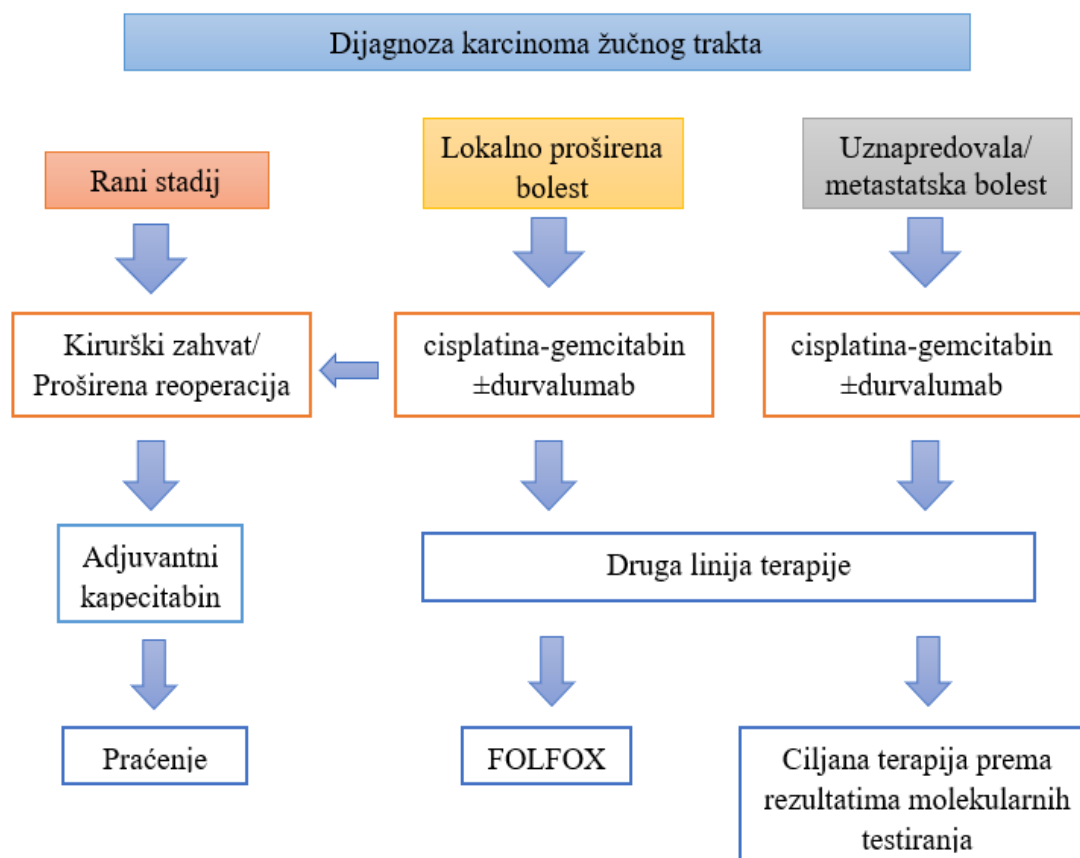 Dijagnoza karcinoma žučnog trakta
Rani stadij
Lokalno proširena
bolest
Uznapredovala/
metastatska bolest
Kirurški zahvat/
Proširena reoperacija
cisplatina-gemcitabin
±durvalumab
cisplatina-gemcitabin
±durvalumab
Adjuvantni
kapecitabin
Druga linija terapije
Praćenje
FOLFOX
Ciljana terapija prema
rezultatima molekularnih
testiranja